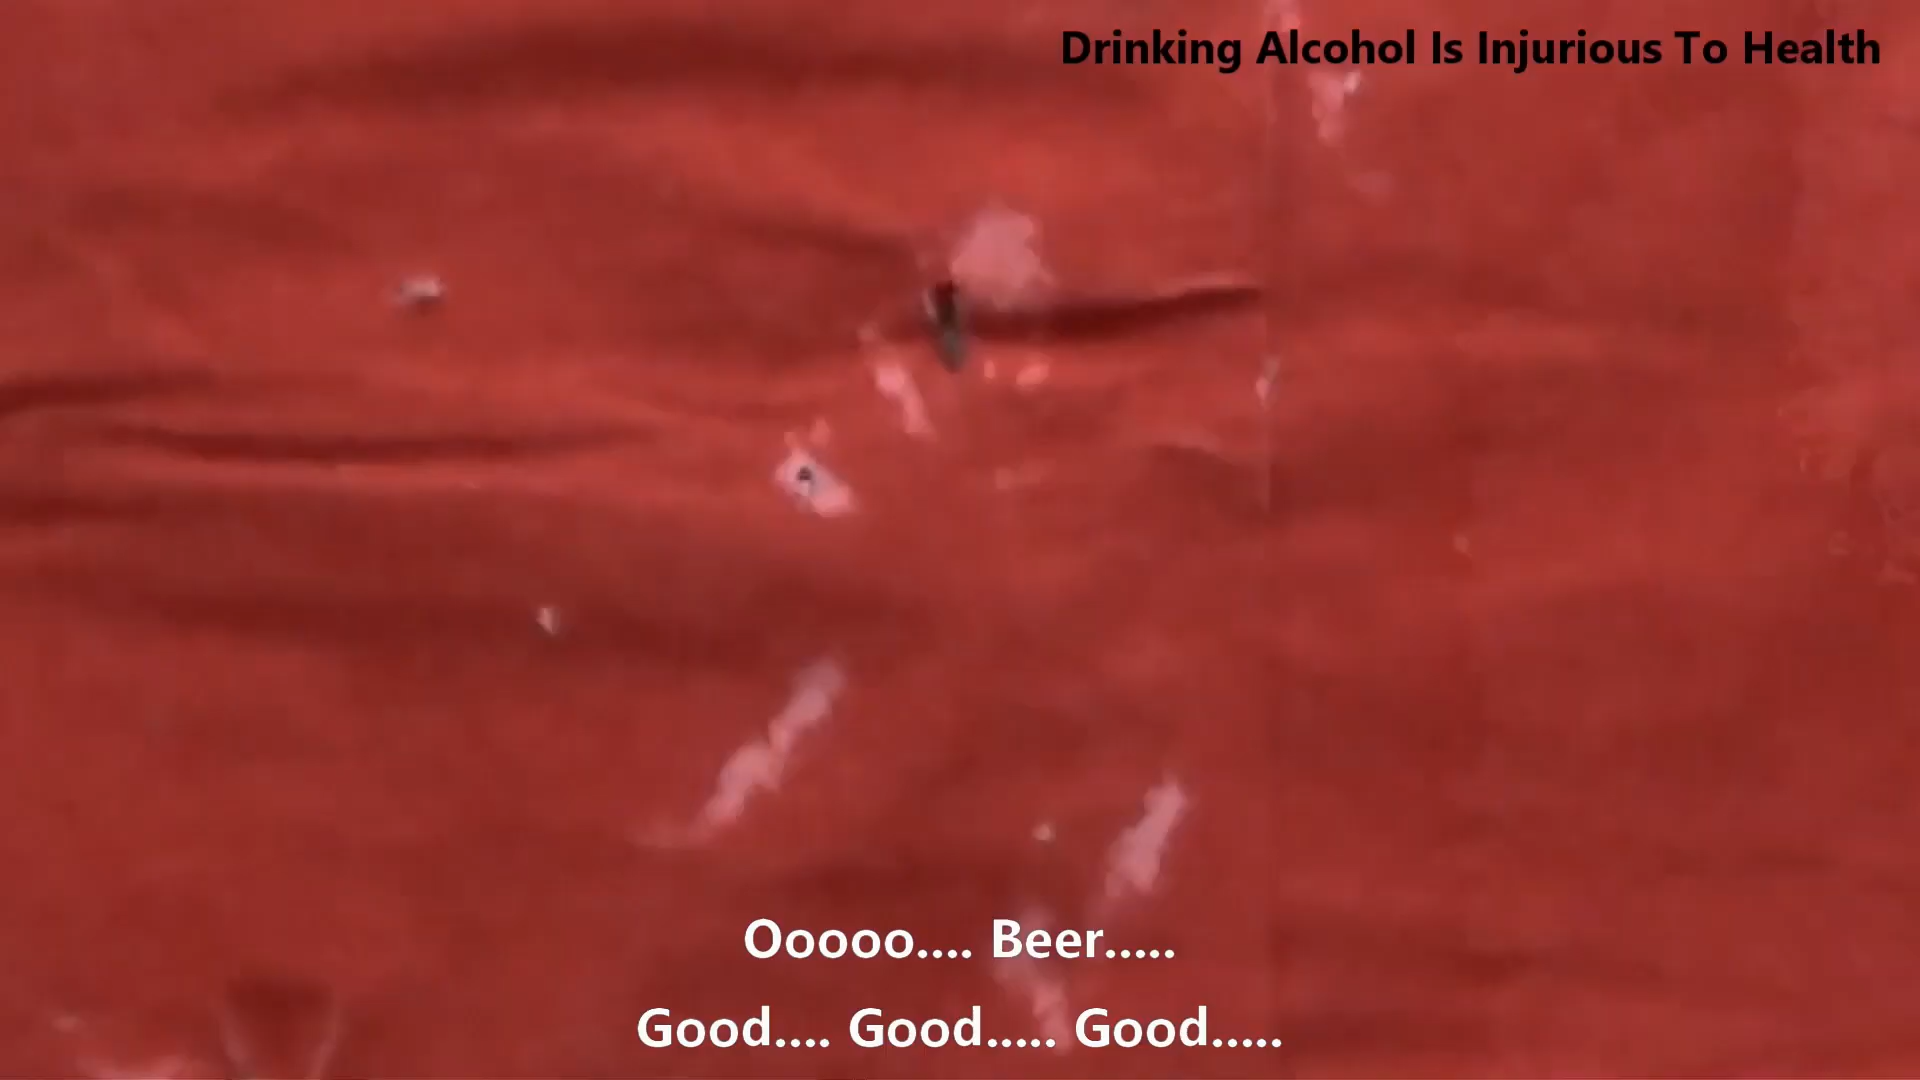 Drinking Alcohol Is Injurious To Health
Ooooo.... Beer.....
Good.... Good..... Good.....